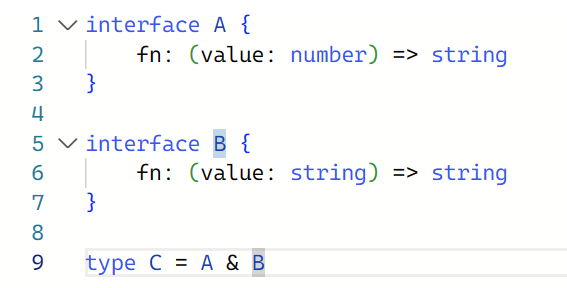 1 interface A {
2     fn: (value: number) => string
3 }
4
5 interface B {
6     fn: (value: string) => string
7 }
8
9 type C = A & B